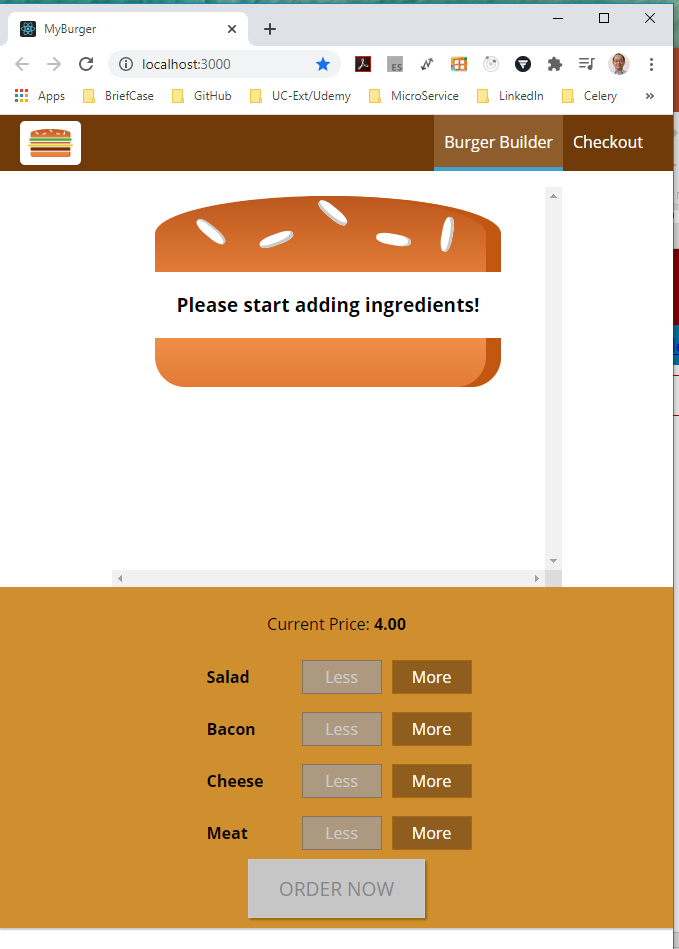 MyBurger
localhost:3000
ES
Apps BriefCase GitHub UC-Ext/Udemy MicroService LinkedIn Celery »
Burger Builder Checkout
Please start adding ingredients!
Current Price: 4.00
Salad Less More
Bacon Less More
Cheese Less More
Meat Less More
ORDER NOW